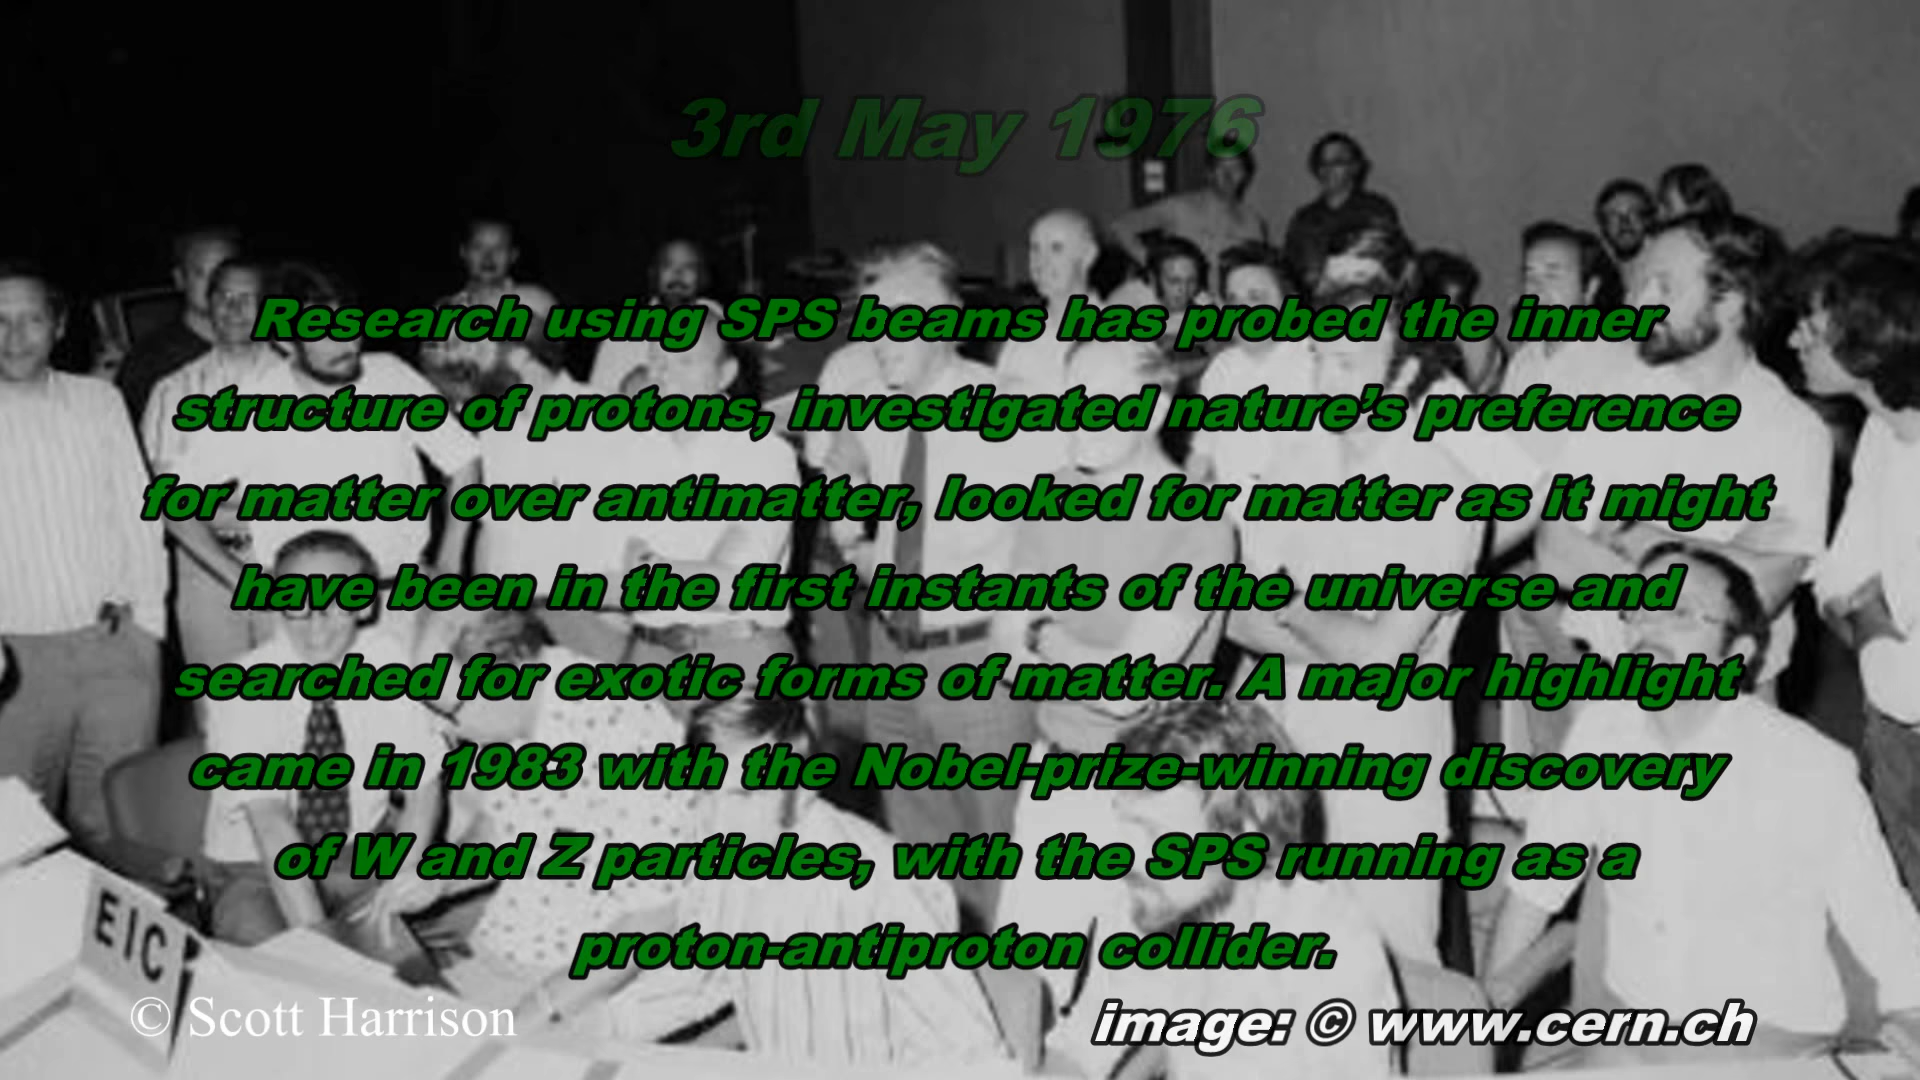 3rd May 1976
Research using SPS beams has probed the inner
structure of protons, investigated nature’s preference
for matter over antimatter, looked for matter as it might
have been in the first instants of the universe and
searched for exotic forms of matter. A major highlight
came in 1983 with the Nobel-prize-winning discovery
of W and Z particles, with the SPS running as a
proton-antiproton collider.
EIC
© Scott Harrison
image: © www.cern.ch